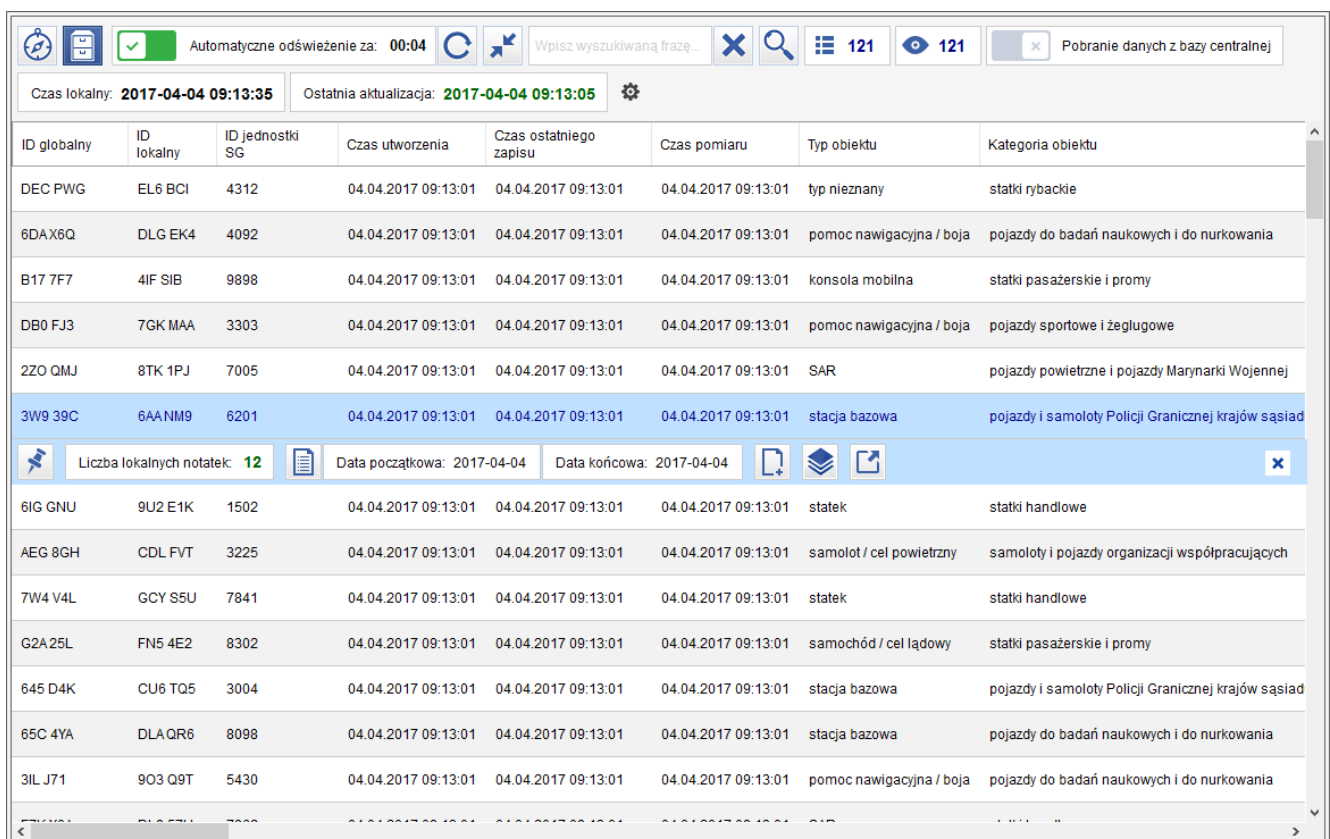 Automatyczne odświeżenie za: 00:04 Wpisz wyszukiwaną frazę... 121 121 Pobranie danych z bazy centralnej
Czas lokalny: 2017-04-04 09:13:35 Ostatnia aktualizacja: 2017-04-04 09:13:05
ID globalny ID lokalny ID jednostki SG Czas utworzenia Czas ostatniego zapisu Czas pomiaru Typ obiektu Kategoria obiektu
DEC PWG EL6 BCI 4312 04.04.2017 09:13:01 04.04.2017 09:13:01 04.04.2017 09:13:01 typ nieznany statki rybackie
6DA X6Q DLG EK4 4092 04.04.2017 09:13:01 04.04.2017 09:13:01 04.04.2017 09:13:01 pomoc nawigacyjna / boja pojazdy do badań naukowych i do nurkowania
B17 7F7 4IF SIB 9898 04.04.2017 09:13:01 04.04.2017 09:13:01 04.04.2017 09:13:01 konsola mobilna statki pasażerskie i promy
DB0 FJ3 7GK MAA 3303 04.04.2017 09:13:01 04.04.2017 09:13:01 04.04.2017 09:13:01 pomoc nawigacyjna / boja pojazdy sportowe i żeglugowe
2ZO QMJ 8TK 1PJ 7005 04.04.2017 09:13:01 04.04.2017 09:13:01 04.04.2017 09:13:01 SAR pojazdy powietrzne i pojazdy Marynarki Wojennej
3W9 39C 6AA NM9 6201 04.04.2017 09:13:01 04.04.2017 09:13:01 04.04.2017 09:13:01 stacja bazowa pojazdy i samoloty Policji Granicznej krajów sąsiad
Liczba lokalnych notatek: 12 Data początkowa: 2017-04-04 Data końcowa: 2017-04-04
6IG GNU 9U2 E1K 1502 04.04.2017 09:13:01 04.04.2017 09:13:01 04.04.2017 09:13:01 statek statki handlowe
AEG 8GH CDL FVT 3225 04.04.2017 09:13:01 04.04.2017 09:13:01 04.04.2017 09:13:01 samolot / cel powietrzny samoloty i pojazdy organizacji współpracujących
7W4 V4L GCY S5U 7841 04.04.2017 09:13:01 04.04.2017 09:13:01 04.04.2017 09:13:01 statek statki handlowe
G2A 25L FN5 4E2 8302 04.04.2017 09:13:01 04.04.2017 09:13:01 04.04.2017 09:13:01 samochód / cel lądowy statki pasażerskie i promy
645 D4K CU6 TQ5 3004 04.04.2017 09:13:01 04.04.2017 09:13:01 04.04.2017 09:13:01 stacja bazowa pojazdy i samoloty Policji Granicznej krajów sąsiad
65C 4YA DLA QR6 8098 04.04.2017 09:13:01 04.04.2017 09:13:01 04.04.2017 09:13:01 stacja bazowa pojazdy do badań naukowych i do nurkowania
3IL J71 903 Q9T 5430 04.04.2017 09:13:01 04.04.2017 09:13:01 04.04.2017 09:13:01 pomoc nawigacyjna / boja pojazdy do badań naukowych i do nurkowania